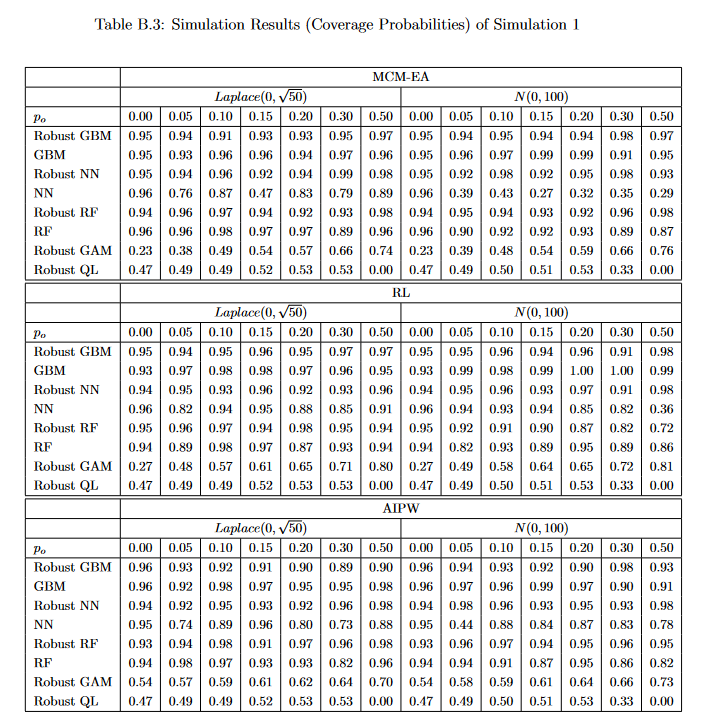 Table B.3: Simulation Results (Coverage Probabilities) of Simulation 1
MCM-EA
Laplace(0, √50) N(0, 100)
pₒ 0.00 0.05 0.10 0.15 0.20 0.30 0.50 0.00 0.05 0.10 0.15 0.20 0.30 0.50
Robust GBM 0.95 0.94 0.91 0.93 0.93 0.95 0.97 0.95 0.94 0.95 0.94 0.94 0.98 0.97
GBM 0.95 0.93 0.96 0.96 0.94 0.97 0.96 0.95 0.96 0.97 0.99 0.99 0.91 0.95
Robust NN 0.95 0.94 0.96 0.92 0.94 0.99 0.98 0.95 0.92 0.98 0.92 0.95 0.98 0.93
NN 0.96 0.76 0.87 0.47 0.83 0.79 0.89 0.96 0.39 0.43 0.27 0.32 0.35 0.29
Robust RF 0.94 0.96 0.97 0.94 0.92 0.93 0.98 0.94 0.95 0.94 0.93 0.92 0.96 0.98
RF 0.96 0.96 0.98 0.97 0.97 0.89 0.96 0.96 0.90 0.92 0.92 0.93 0.89 0.87
Robust GAM 0.23 0.38 0.49 0.54 0.57 0.66 0.74 0.23 0.39 0.48 0.54 0.59 0.66 0.76
Robust QL 0.47 0.49 0.49 0.52 0.53 0.53 0.00 0.47 0.49 0.50 0.51 0.53 0.33 0.00
RL
Laplace(0, √50) N(0, 100)
pₒ 0.00 0.05 0.10 0.15 0.20 0.30 0.50 0.00 0.05 0.10 0.15 0.20 0.30 0.50
Robust GBM 0.95 0.94 0.95 0.96 0.95 0.97 0.97 0.95 0.95 0.96 0.94 0.96 0.91 0.98
GBM 0.93 0.97 0.98 0.98 0.97 0.96 0.95 0.93 0.99 0.98 0.99 1.00 1.00 0.99
Robust NN 0.94 0.95 0.93 0.96 0.92 0.93 0.96 0.94 0.95 0.96 0.93 0.97 0.91 0.98
NN 0.96 0.82 0.94 0.95 0.88 0.85 0.91 0.96 0.94 0.93 0.94 0.85 0.82 0.36
Robust RF 0.95 0.96 0.97 0.94 0.98 0.95 0.94 0.95 0.92 0.91 0.90 0.87 0.82 0.72
RF 0.94 0.89 0.98 0.97 0.87 0.93 0.94 0.94 0.82 0.93 0.89 0.95 0.89 0.86
Robust GAM 0.27 0.48 0.57 0.61 0.65 0.71 0.80 0.27 0.49 0.58 0.64 0.65 0.72 0.81
Robust QL 0.47 0.49 0.49 0.52 0.53 0.53 0.00 0.47 0.49 0.50 0.51 0.53 0.33 0.00
AIPW
Laplace(0, √50) N(0, 100)
pₒ 0.00 0.05 0.10 0.15 0.20 0.30 0.50 0.00 0.05 0.10 0.15 0.20 0.30 0.50
Robust GBM 0.96 0.93 0.92 0.91 0.90 0.89 0.90 0.96 0.94 0.93 0.92 0.90 0.98 0.93
GBM 0.96 0.92 0.98 0.97 0.95 0.95 0.98 0.96 0.97 0.96 0.99 0.97 0.90 0.91
Robust NN 0.94 0.92 0.95 0.93 0.92 0.96 0.98 0.94 0.98 0.96 0.93 0.95 0.93 0.98
NN 0.95 0.74 0.89 0.96 0.80 0.73 0.88 0.95 0.44 0.88 0.84 0.87 0.83 0.78
Robust RF 0.93 0.94 0.98 0.91 0.97 0.96 0.98 0.93 0.96 0.97 0.94 0.95 0.96 0.95
RF 0.94 0.98 0.97 0.93 0.93 0.82 0.96 0.94 0.94 0.91 0.87 0.95 0.86 0.82
Robust GAM 0.54 0.57 0.59 0.61 0.62 0.64 0.70 0.54 0.58 0.59 0.61 0.64 0.66 0.73
Robust QL 0.47 0.49 0.49 0.52 0.53 0.53 0.00 0.47 0.49 0.50 0.51 0.53 0.33 0.00